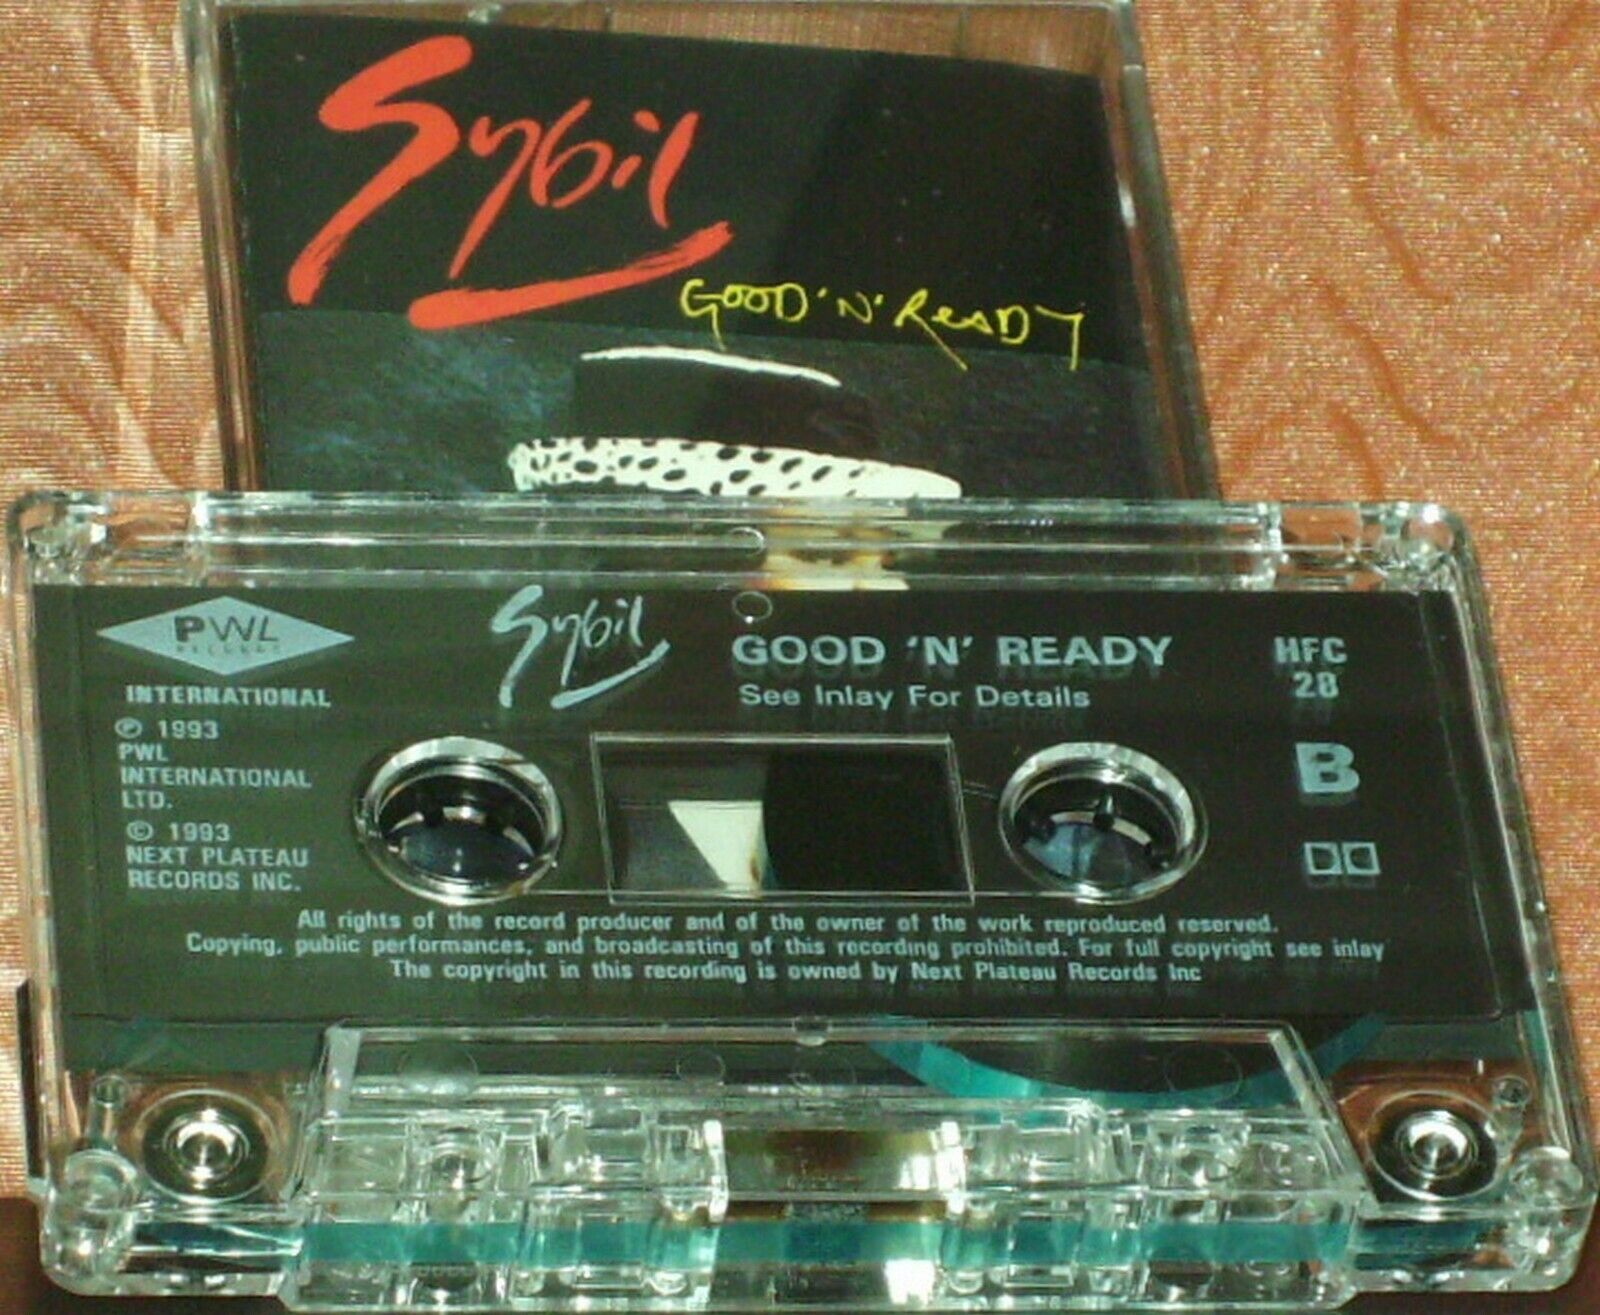 Sybil
GOOD 'N' READY
PWL
RECORDS
INTERNATIONAL
℗ 1993
PWL
INTERNATIONAL
LTD.
© 1993
NEXT PLATEAU
RECORDS INC.
Sybil
GOOD 'N' READY
See Inlay For Details
HFC
28
B
All rights of the record producer and of the owner of the work reproduced reserved.
Copying, public performances, and broadcasting of this recording prohibited. For full copyright see inlay
The copyright in this recording is owned by Next Plateau Records Inc